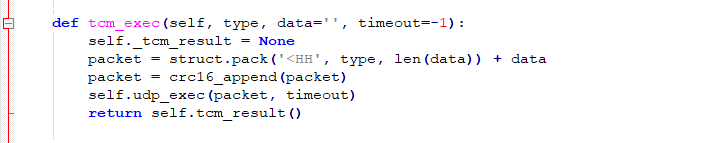 def tcm_exec(self, type, data='', timeout=-1):
    self._tcm_result = None
    packet = struct.pack('<HH', type, len(data)) + data
    packet = crc16_append(packet)
    self.udp_exec(packet, timeout)
    return self.tcm_result()